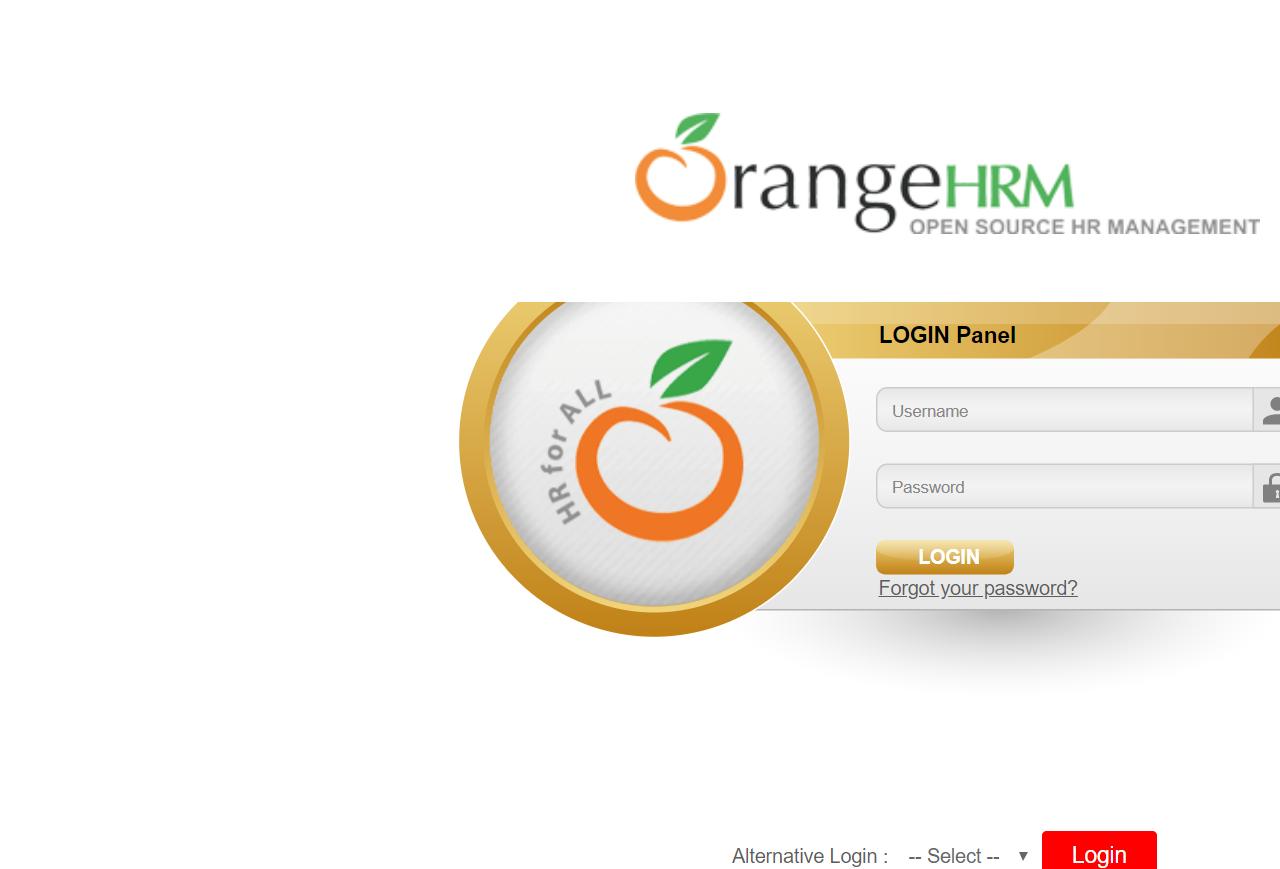 OrangeHRM
OPEN SOURCE HR MANAGEMENT
HR for ALL
LOGIN Panel
Username
Password
LOGIN
Forgot your password?
Alternative Login : -- Select -- ▼ Login